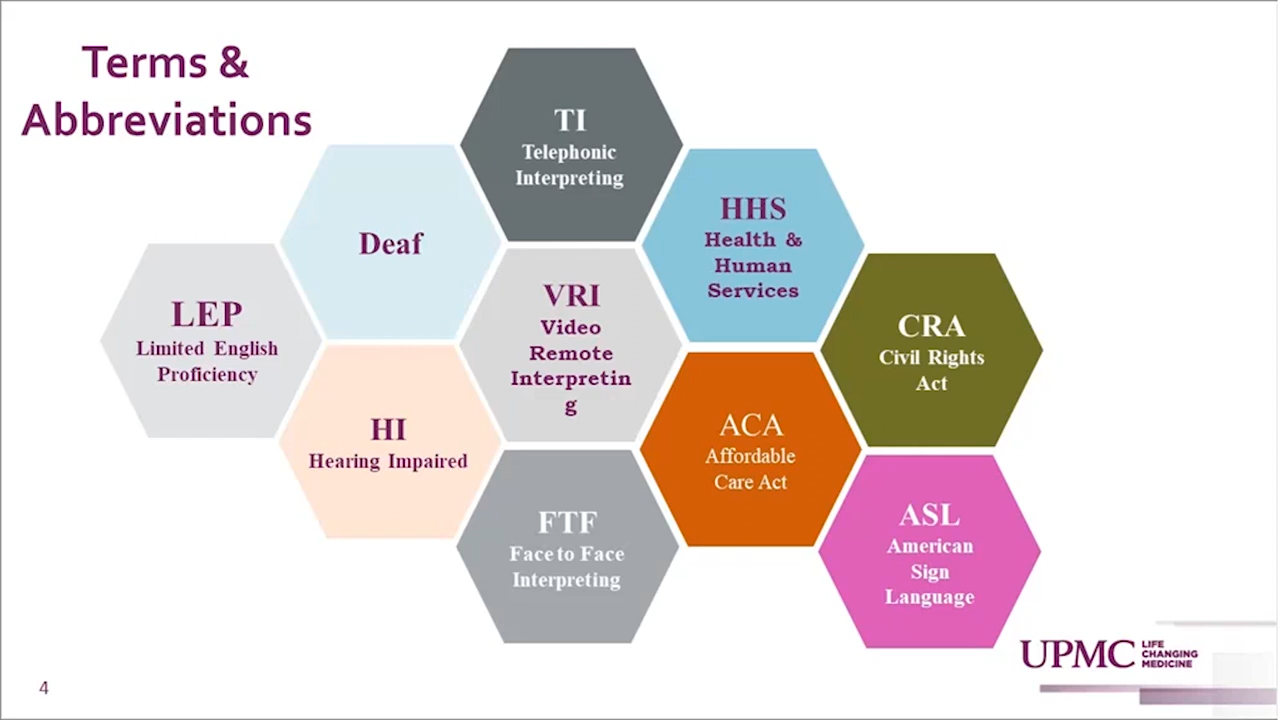 Terms &
Abbreviations
TI
Telephonic
Interpreting
Deaf
HHS
Health &
Human
Services
LEP
Limited English
Proficiency
VRI
Video
Remote
Interpretin
g
CRA
Civil Rights
Act
HI
Hearing Impaired
ACA
Affordable
Care Act
FTF
Face to Face
Interpreting
ASL
American
Sign
Language
UPMC
LIFE
CHANGING
MEDICINE
4